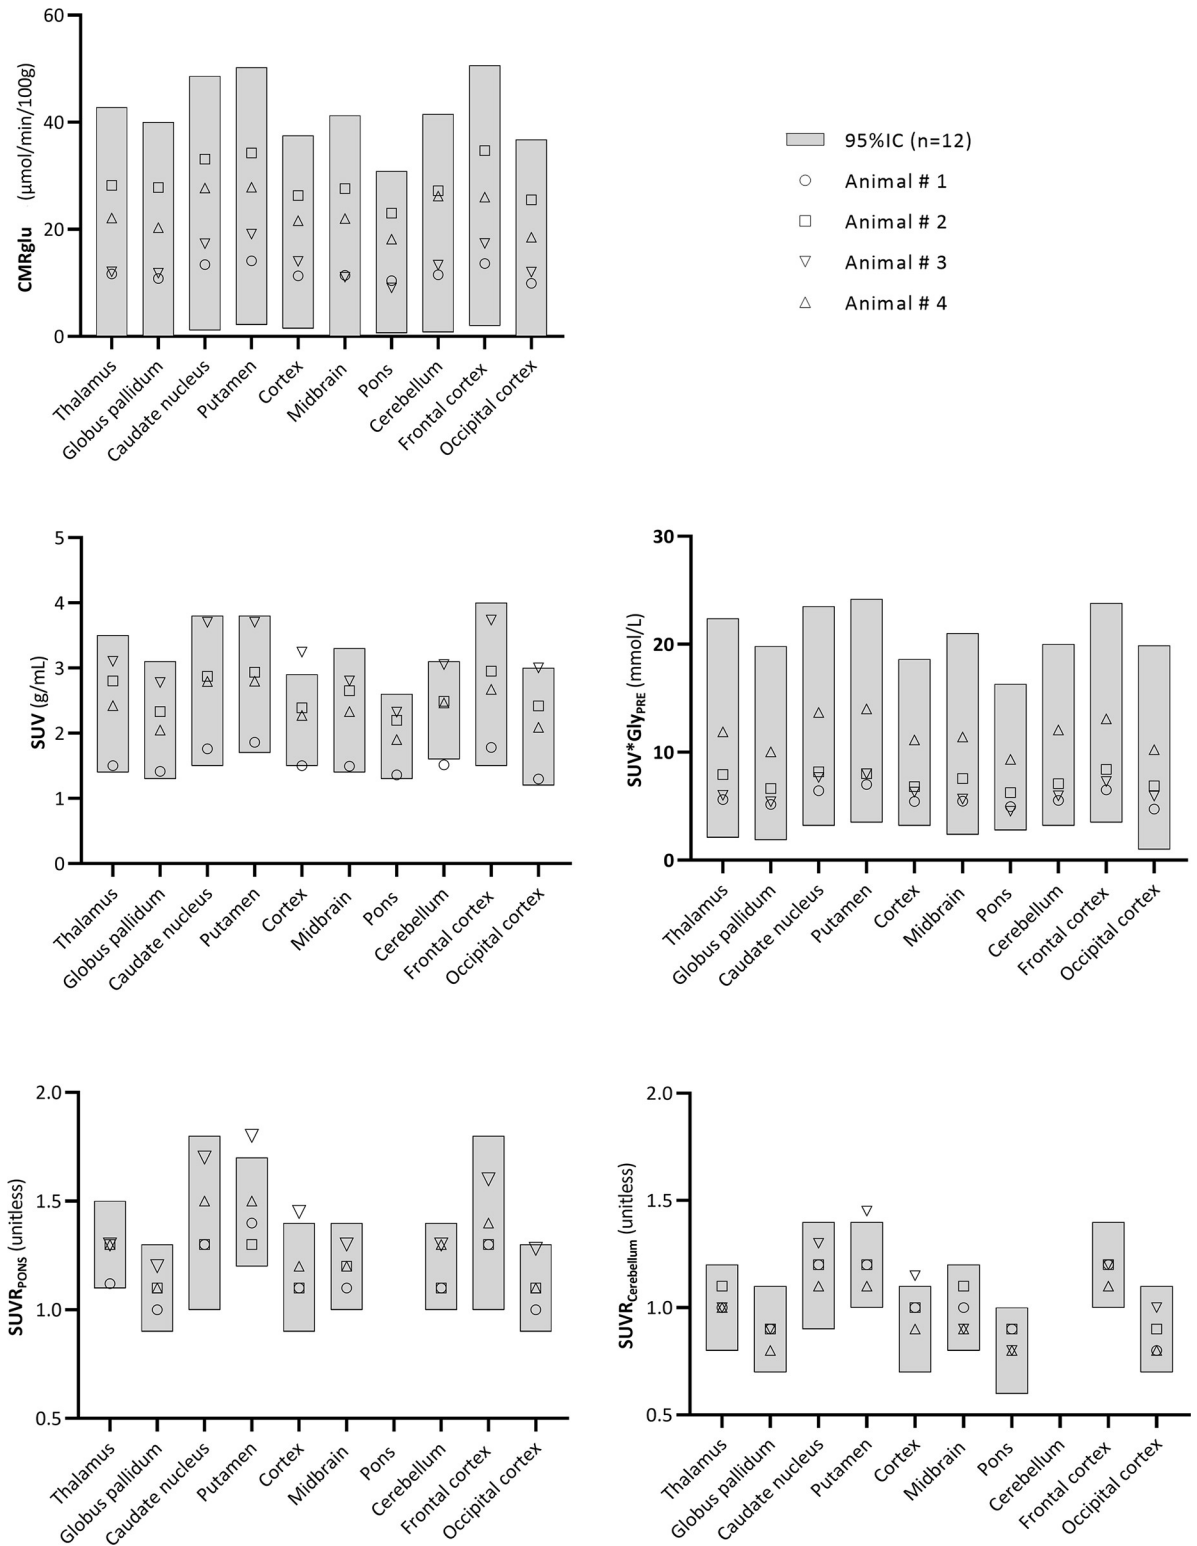 60
40
20
0
CMRglu (µmol/min/100g)
Thalamus
Globus pallidum
Caudate nucleus
Putamen
Cortex
Midbrain
Pons
Cerebellum
Frontal cortex
Occipital cortex
95%IC (n=12)
Animal # 1
Animal # 2
Animal # 3
Animal # 4
5
4
3
2
1
0
SUV (g/mL)
Thalamus
Globus pallidum
Caudate nucleus
Putamen
Cortex
Midbrain
Pons
Cerebellum
Frontal cortex
Occipital cortex
30
20
10
0
SUV*GlyPRE (mmol/L)
Thalamus
Globus pallidum
Caudate nucleus
Putamen
Cortex
Midbrain
Pons
Cerebellum
Frontal cortex
Occipital cortex
2.0
1.5
1.0
0.5
SUVRPONS (unitless)
Thalamus
Globus pallidum
Caudate nucleus
Putamen
Cortex
Midbrain
Pons
Cerebellum
Frontal cortex
Occipital cortex
2.0
1.5
1.0
0.5
SUVRCerebellum (unitless)
Thalamus
Globus pallidum
Caudate nucleus
Putamen
Cortex
Midbrain
Pons
Cerebellum
Frontal cortex
Occipital cortex